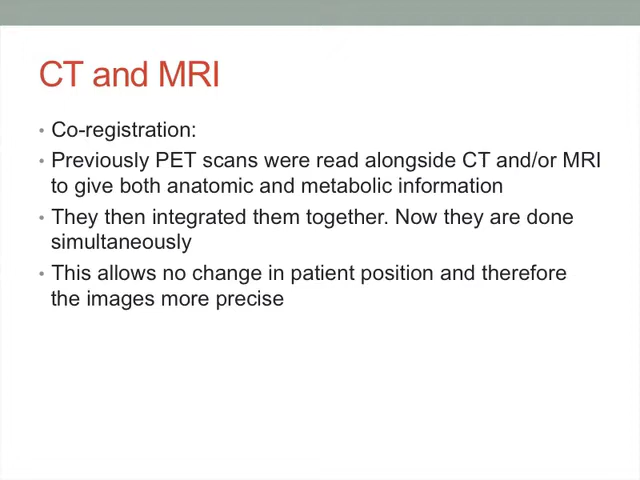 CT and MRI
• Co-registration:
• Previously PET scans were read alongside CT and/or MRI
to give both anatomic and metabolic information
• They then integrated them together. Now they are done
simultaneously
• This allows no change in patient position and therefore
the images more precise